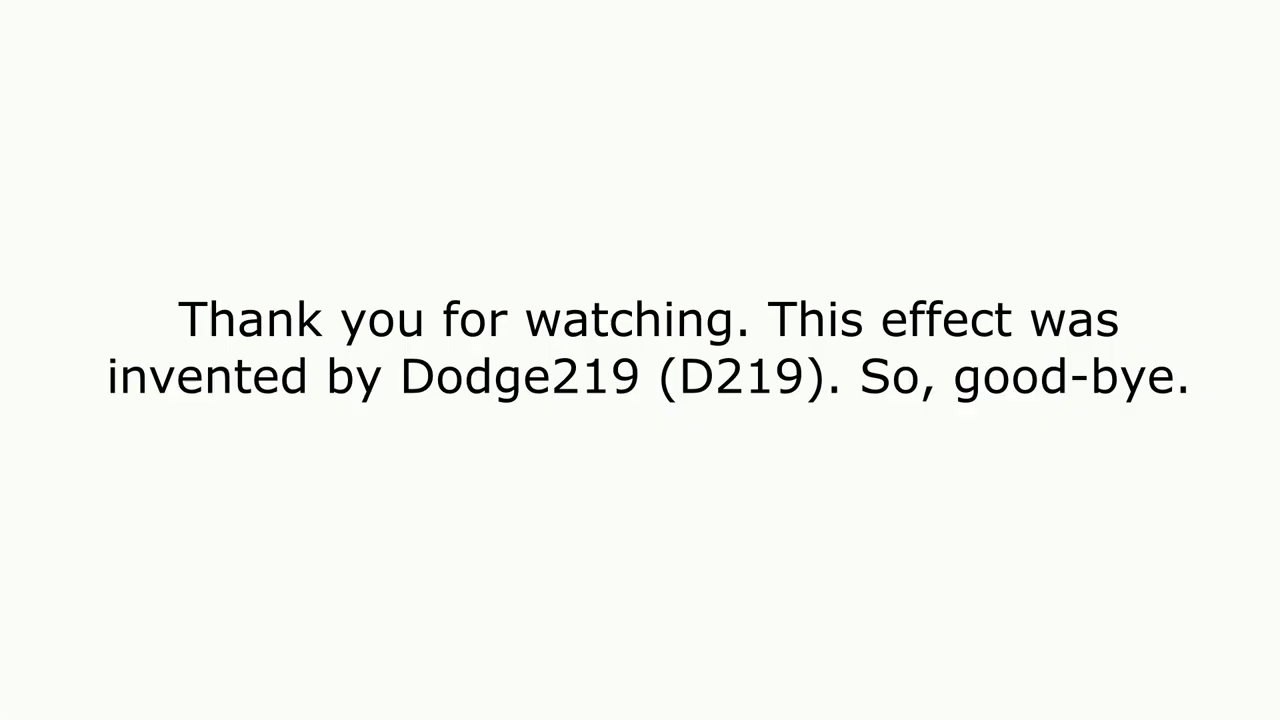 Thank you for watching. This effect was
invented by Dodge219 (D219). So, good-bye.